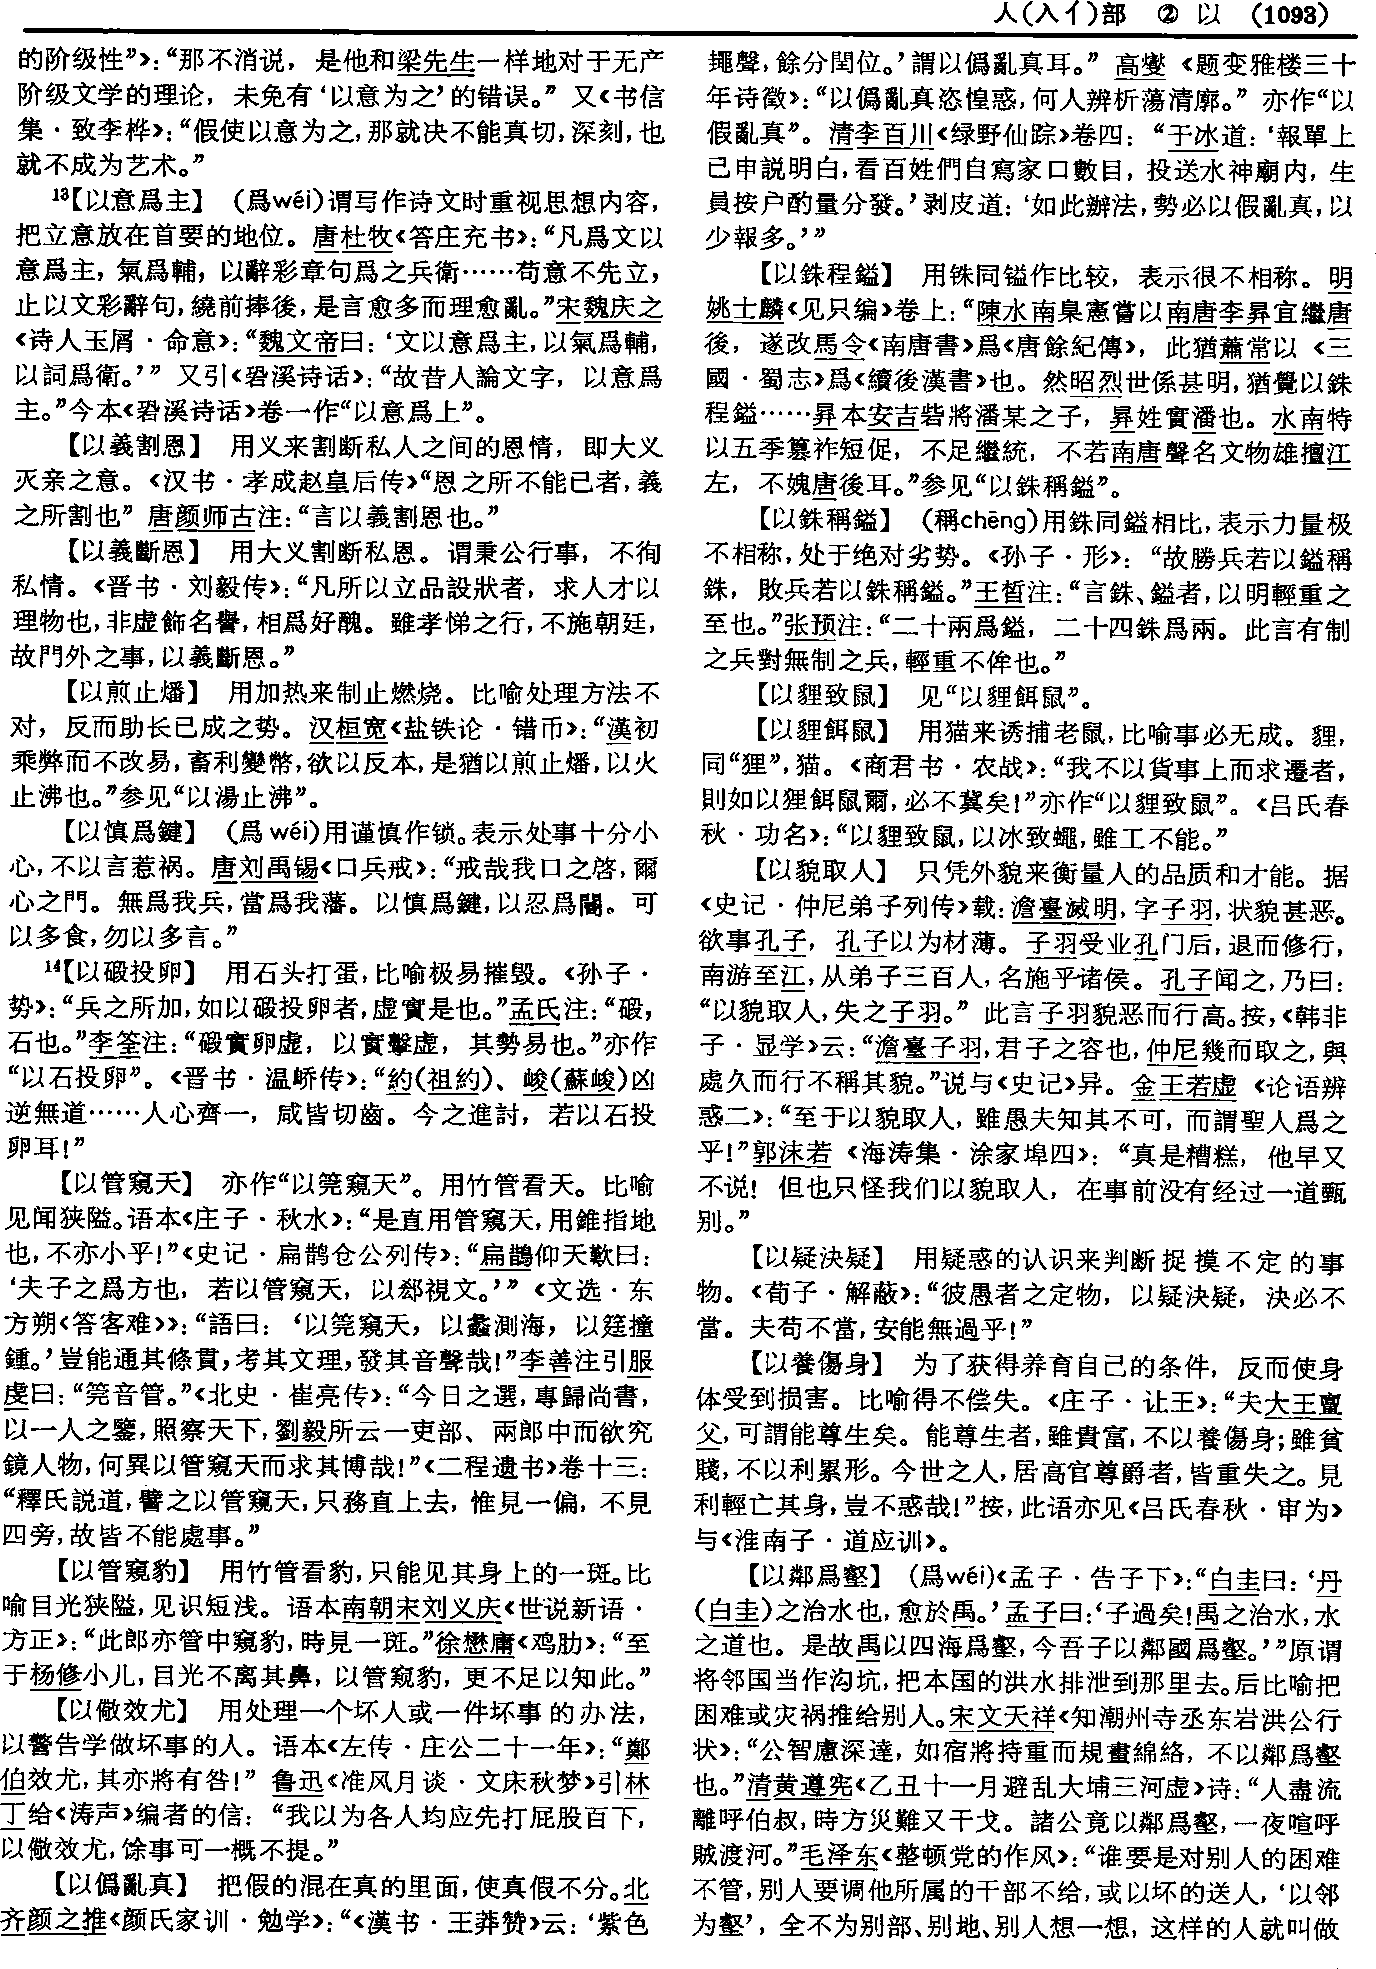 人(入亻)部　② 以　(1093)
的阶级性”》：“那不消说，是他和梁先生一样地对于无产
阶级文学的理论，未免有‘以意为之’的错误。”又《书信
集·致李桦》：“假使以意为之，那就决不能真切，深刻，也
就不成为艺术。”
¹³【以意爲主】（爲wéi）谓写作诗文时重视思想内容，
把立意放在首要的地位。唐杜牧《答庄充书》：“凡爲文以
意爲主，氣爲輔，以辭彩章句爲之兵衛……苟意不先立，
止以文彩辭句，繞前捧後，是言愈多而理愈亂。”宋魏庆之
《诗人玉屑·命意》：“魏文帝曰：‘文以意爲主，以氣爲輔，
以詞爲衛。’”又引《䂬溪诗话》：“故昔人論文字，以意爲
主。”今本《䂬溪诗话》卷一作“以意爲上”。
【以義割恩】　用义来割断私人之间的恩情，即大义
灭亲之意。《汉书·孝成赵皇后传》“恩之所不能已者，義
之所割也”唐颜师古注：“言以義割恩也。”
【以義斷恩】　用大义割断私恩。谓秉公行事，不徇
私情。《晋书·刘毅传》：“凡所以立品設狀者，求人才以
理物也，非虚飾名譽，相爲好醜。雖孝悌之行，不施朝廷，
故門外之事，以義斷恩。”
【以煎止燔】　用加热来制止燃烧。比喻处理方法不
对，反而助长已成之势。汉桓宽《盐铁论·错币》：“漢初
乘弊而不改易，畜利變幣，欲以反本，是猶以煎止燔，以火
止沸也。”参见“以湯止沸”。
【以慎爲鍵】（爲wéi）用谨慎作锁。表示处事十分小
心，不以言惹祸。唐刘禹锡《口兵戒》：“戒哉我口之啓，爾
心之門。無爲我兵，當爲我藩。以慎爲鍵，以忍爲閽。可
以多食，勿以多言。”
¹⁴【以碬投卵】　用石头打蛋，比喻极易摧毁。《孙子·
势》：“兵之所加，如以碬投卵者，虚實是也。”孟氏注：“碬，
石也。”李筌注：“碬實卵虚，以實擊虚，其勢易也。”亦作
“以石投卵”。《晋书·温峤传》：“約（祖約）、峻（蘇峻）凶
逆無道……人心齊一，咸皆切齒。今之進討，若以石投
卵耳！”
【以管窺天】　亦作“以筦窺天”。用竹管看天。比喻
见闻狭隘。语本《庄子·秋水》：“是直用管窺天，用錐指地
也，不亦小乎！”《史记·扁鹊仓公列传》：“扁鵲仰天歎曰：
‘夫子之爲方也，若以管窺天，以郄視文。’”《文选·东
方朔〈答客难〉》：“語曰：‘以筦窺天，以蠡測海，以筳撞
鍾。’豈能通其條貫，考其文理，發其音聲哉！”李善注引服
虔曰：“筦音管。”《北史·崔亮传》：“今日之選，專歸尚書，
以一人之鑒，照察天下，劉毅所云一吏部、兩郎中而欲究
鏡人物，何異以管窺天而求其博哉！”《二程遗书》卷十三：
“釋氏説道，譬之以管窺天，只務直上去，惟見一偏，不見
四旁，故皆不能處事。”
【以管窺豹】　用竹管看豹，只能见其身上的一斑。比
喻目光狭隘，见识短浅。语本南朝宋刘义庆《世说新语·
方正》：“此郎亦管中窺豹，時見一斑。”徐懋庸《鸡肋》：“至
于杨修小儿，目光不离其鼻，以管窥豹，更不足以知此。”
【以儆效尤】　用处理一个坏人或一件坏事的办法，
以警告学做坏事的人。语本《左传·庄公二十一年》：“鄭
伯效尤，其亦將有咎！”鲁迅《准风月谈·文床秋梦》引林
丁给《涛声》编者的信：“我以为各人均应先打屁股百下，
以儆效尤，馀事可一概不提。”
【以僞亂真】　把假的混在真的里面，使真假不分。北
齐颜之推《颜氏家训·勉学》：“《漢书·王莽赞》云：‘紫色
䵷聲，餘分閏位。’謂以僞亂真耳。”高燮《题变雅楼三十
年诗徵》：“以僞亂真恣惶惑，何人辨析蕩清廓。”亦作“以
假亂真”。清李百川《绿野仙踪》卷四：“于冰道：‘報單上
已申説明白，看百姓們自寫家口數目，投送水神廟内，生
員按户酌量分發。’剥皮道：‘如此辦法，勢必以假亂真，以
少報多。’”
【以銖程鎰】　用铢同镒作比较，表示很不相称。明
姚士麟《见只编》卷上：“陳水南臬憲嘗以南唐李昇宜繼唐
後，遂改馬令《南唐書》爲《唐餘紀傳》，此猶蕭常以《三
國·蜀志》爲《續後漢書》也。然昭烈世係甚明，猶覺以銖
程鎰……昇本安吉砦將潘某之子，昇姓實潘也。水南特
以五季篡祚短促，不足繼統，不若南唐聲名文物雄擅江
左，不媿唐後耳。”参见“以銖稱鎰”。
【以銖稱鎰】（稱chēng）用銖同鎰相比，表示力量极
不相称，处于绝对劣势。《孙子·形》：“故勝兵若以鎰稱
銖，敗兵若以銖稱鎰。”王晳注：“言銖、鎰者，以明輕重之
至也。”张预注：“二十兩爲鎰，二十四銖爲兩。此言有制
之兵對無制之兵，輕重不侔也。”
【以貍致鼠】　见“以貍餌鼠”。
【以貍餌鼠】　用猫来诱捕老鼠，比喻事必无成。貍，
同“狸”，猫。《商君书·农战》：“我不以貨事上而求遷者，
則如以狸餌鼠爾，必不冀矣！”亦作“以貍致鼠”。《吕氏春
秋·功名》：“以貍致鼠，以冰致蠅，雖工不能。”
【以貌取人】　只凭外貌来衡量人的品质和才能。据
《史记·仲尼弟子列传》载：澹臺滅明，字子羽，状貌甚恶。
欲事孔子，孔子以为材薄。子羽受业孔门后，退而修行，
南游至江，从弟子三百人，名施乎诸侯。孔子闻之，乃曰：
“以貌取人，失之子羽。”此言子羽貌恶而行高。按，《韩非
子·显学》云：“澹臺子羽，君子之容也，仲尼幾而取之，與
處久而行不稱其貌。”说与《史记》异。金王若虚《论语辨
惑二》：“至于以貌取人，雖愚夫知其不可，而謂聖人爲之
乎！”郭沫若《海涛集·涂家埠四》：“真是糟糕，他早又
不说！但也只怪我们以貌取人，在事前没有经过一道甄
别。”
【以疑决疑】　用疑惑的认识来判断捉摸不定的事
物。《荀子·解蔽》：“彼愚者之定物，以疑决疑，决必不
當。夫苟不當，安能無過乎！”
【以養傷身】　为了获得养育自己的条件，反而使身
体受到损害。比喻得不偿失。《庄子·让王》：“夫大王亶
父，可謂能尊生矣。能尊生者，雖貴富，不以養傷身；雖貧
賤，不以利累形。今世之人，居高官尊爵者，皆重失之。見
利輕亡其身，豈不惑哉！”按，此语亦见《吕氏春秋·审为》
与《淮南子·道应训》。
【以鄰爲壑】（爲wéi）《孟子·告子下》：“白圭曰：‘丹
（白圭）之治水也，愈於禹。’孟子曰：‘子過矣！禹之治水，水
之道也。是故禹以四海爲壑，今吾子以鄰國爲壑。’”原谓
将邻国当作沟坑，把本国的洪水排泄到那里去。后比喻把
困难或灾祸推给别人。宋文天祥《知潮州寺丞东岩洪公行
状》：“公智慮深達，如宿將持重而規畫綿絡，不以鄰爲壑
也。”清黄遵宪《乙丑十一月避乱大埔三河虚》诗：“人盡流
離呼伯叔，時方災難又干戈。諸公竟以鄰爲壑，一夜喧呼
賊渡河。”毛泽东《整顿党的作风》：“谁要是对别人的困难
不管，别人要调他所属的干部不给，或以坏的送人，‘以邻
为壑’，全不为别部、别地、别人想一想，这样的人就叫做